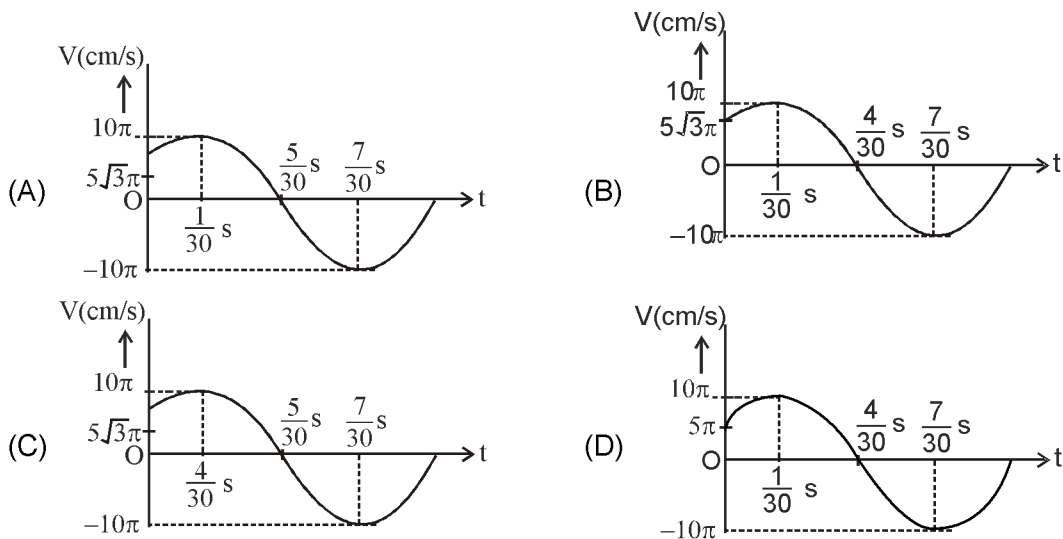 (A)
V(cm/s)
10π
5√3π
O
1/30 s
5/30 s
7/30 s
t
−10π
(B)
V(cm/s)
10π
5√3π
O
1/30 s
4/30 s
7/30 s
t
−10π
(C)
V(cm/s)
10π
5√3π
O
4/30 s
5/30 s
7/30 s
t
−10π
(D)
V(cm/s)
10π
5π
O
1/30 s
4/30 s
7/30 s
t
−10π